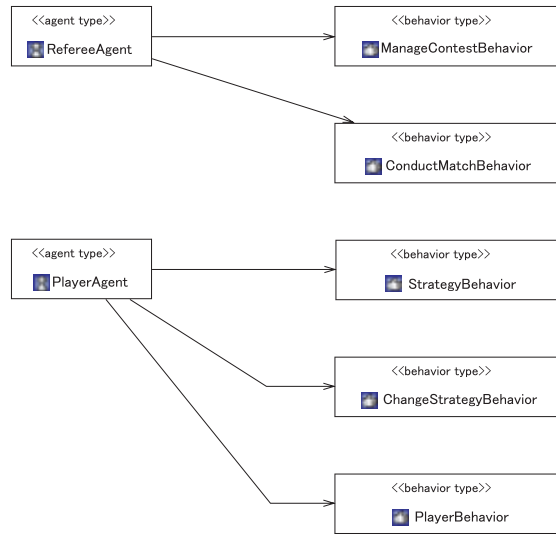 <<agent type>>
RefereeAgent
<<behavior type>>
ManageContestBehavior
<<behavior type>>
ConductMatchBehavior
<<agent type>>
PlayerAgent
<<behavior type>>
StrategyBehavior
<<behavior type>>
ChangeStrategyBehavior
<<behavior type>>
PlayerBehavior